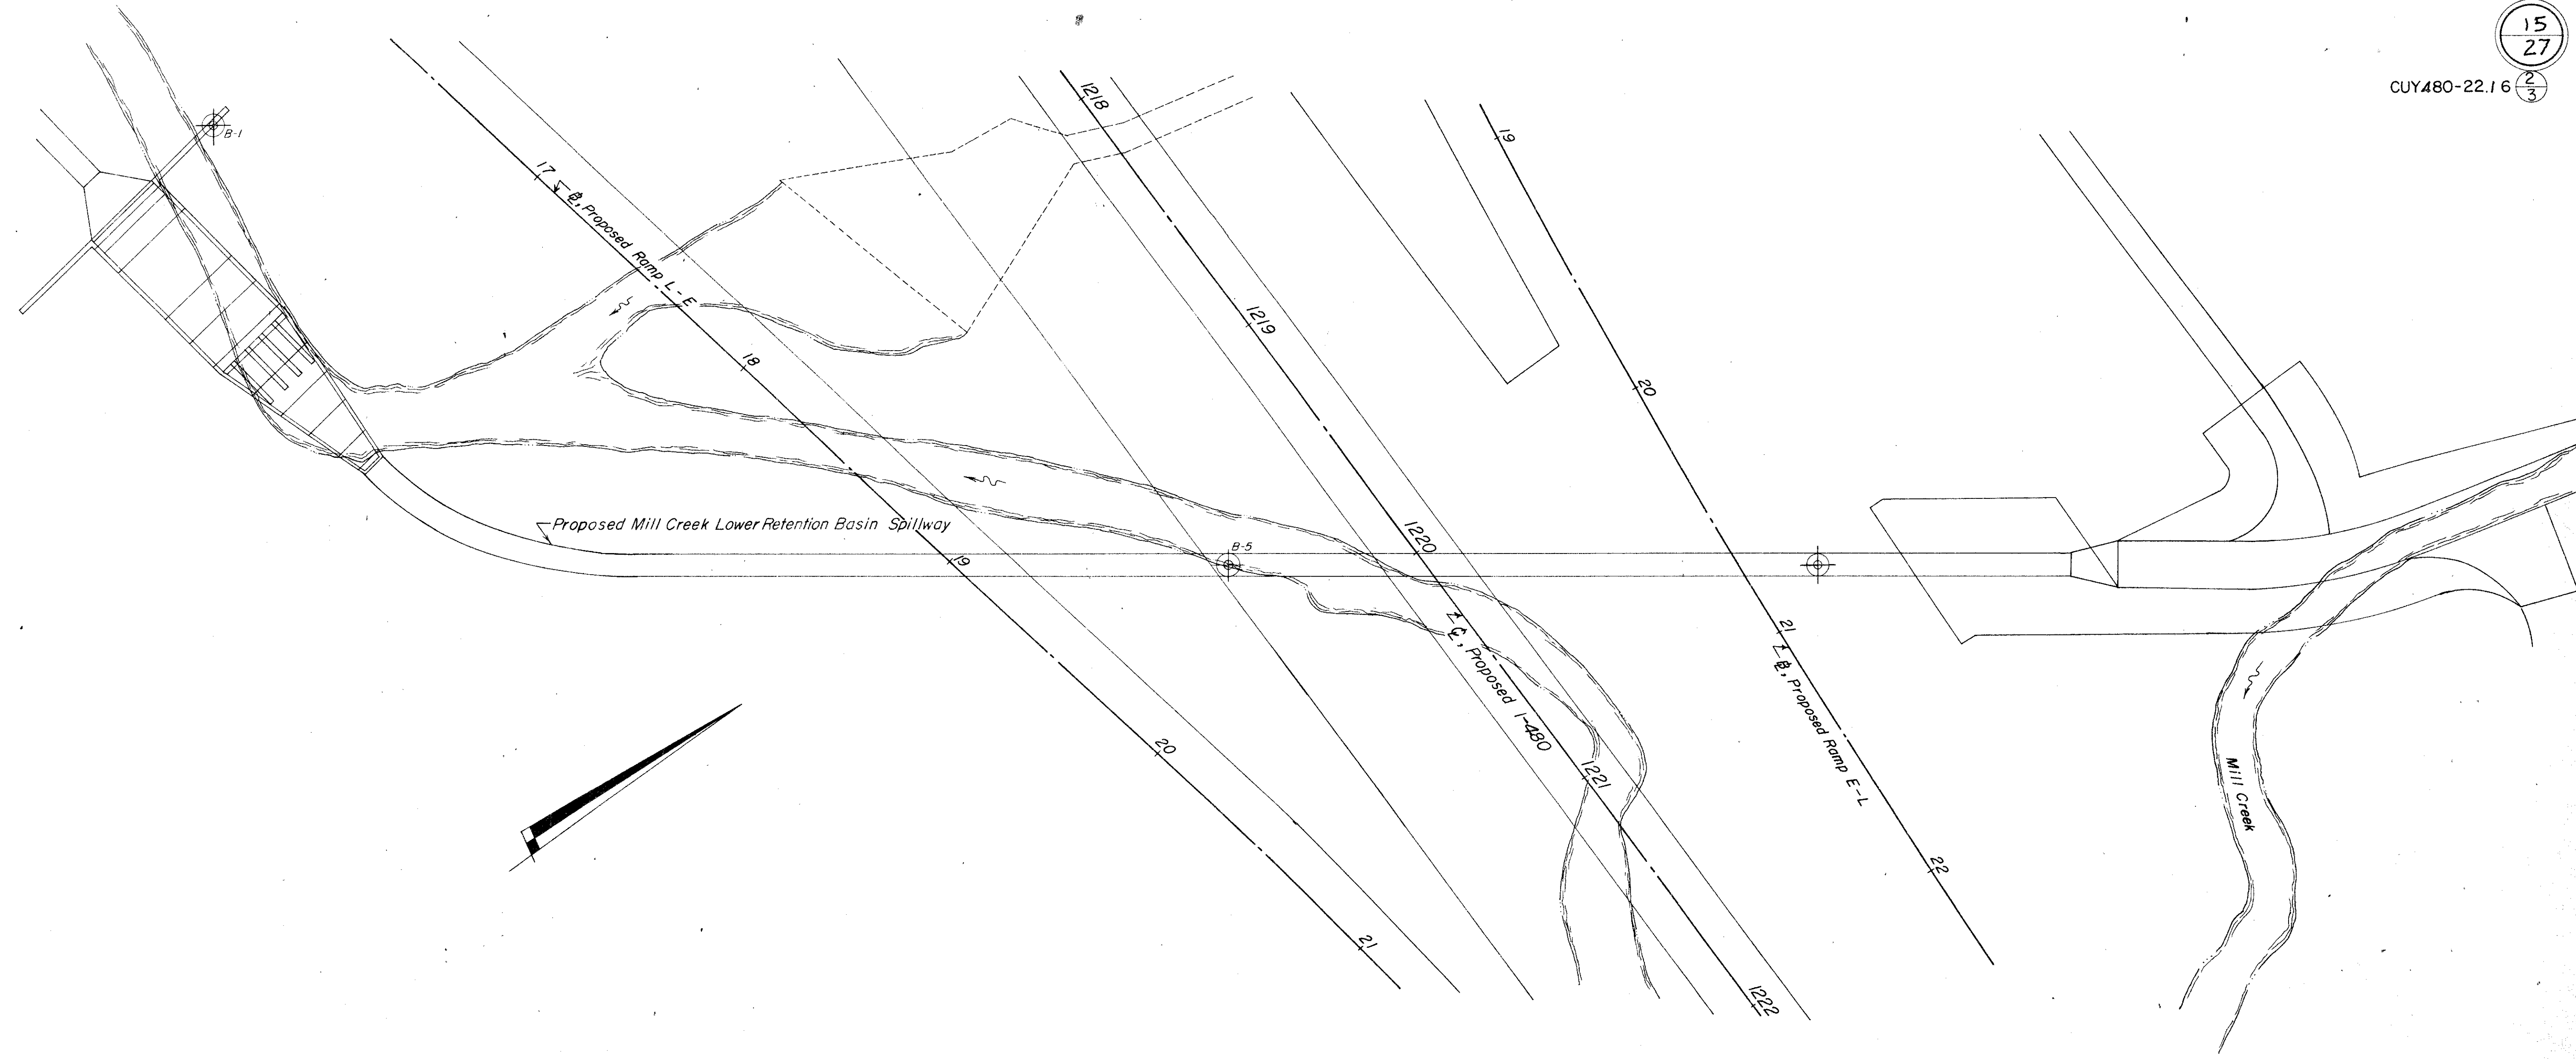 15
27
CUY480-22.16
2
3
B-1
17
℄, Proposed Ramp L-E
18
19
20
21
1218
1219
1220
℄, Proposed I-480
1221
1222
19
20
21
℄, Proposed Ramp E-L
22
Proposed Mill Creek Lower Retention Basin Spillway
B-5
Mill Creek